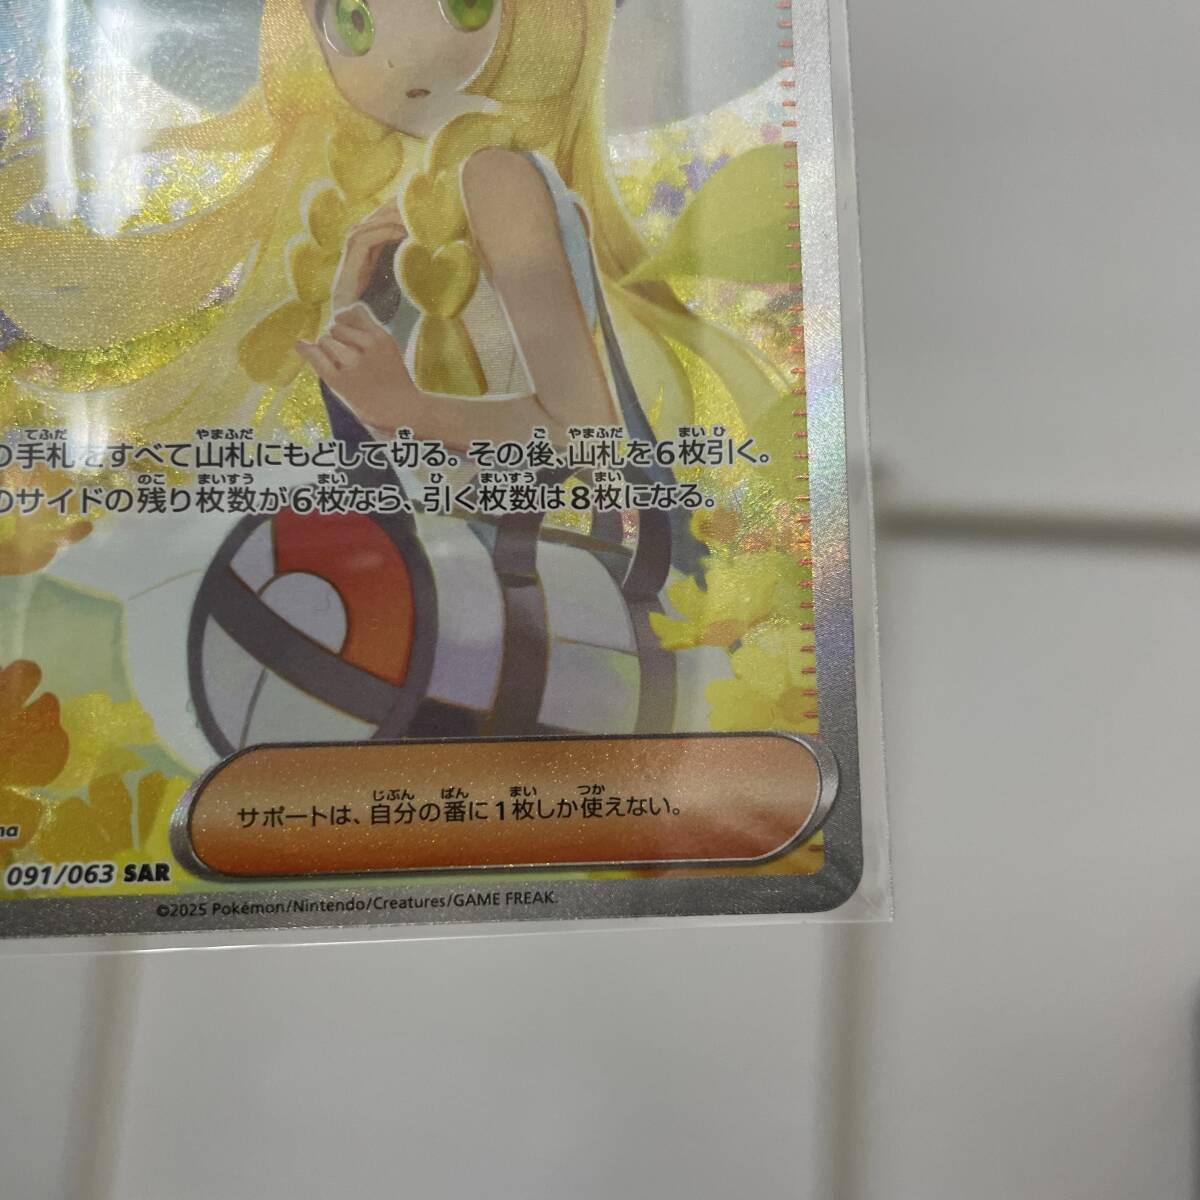 の手札をすべて山札にもどして切る。その後、山札を6枚引く。
のサイドの残り枚数が6枚なら、引く枚数は8枚になる。
サポートは、自分の番に1枚しか使えない。
091/063 SAR
©2025 Pokémon/Nintendo/Creatures/GAME FREAK.